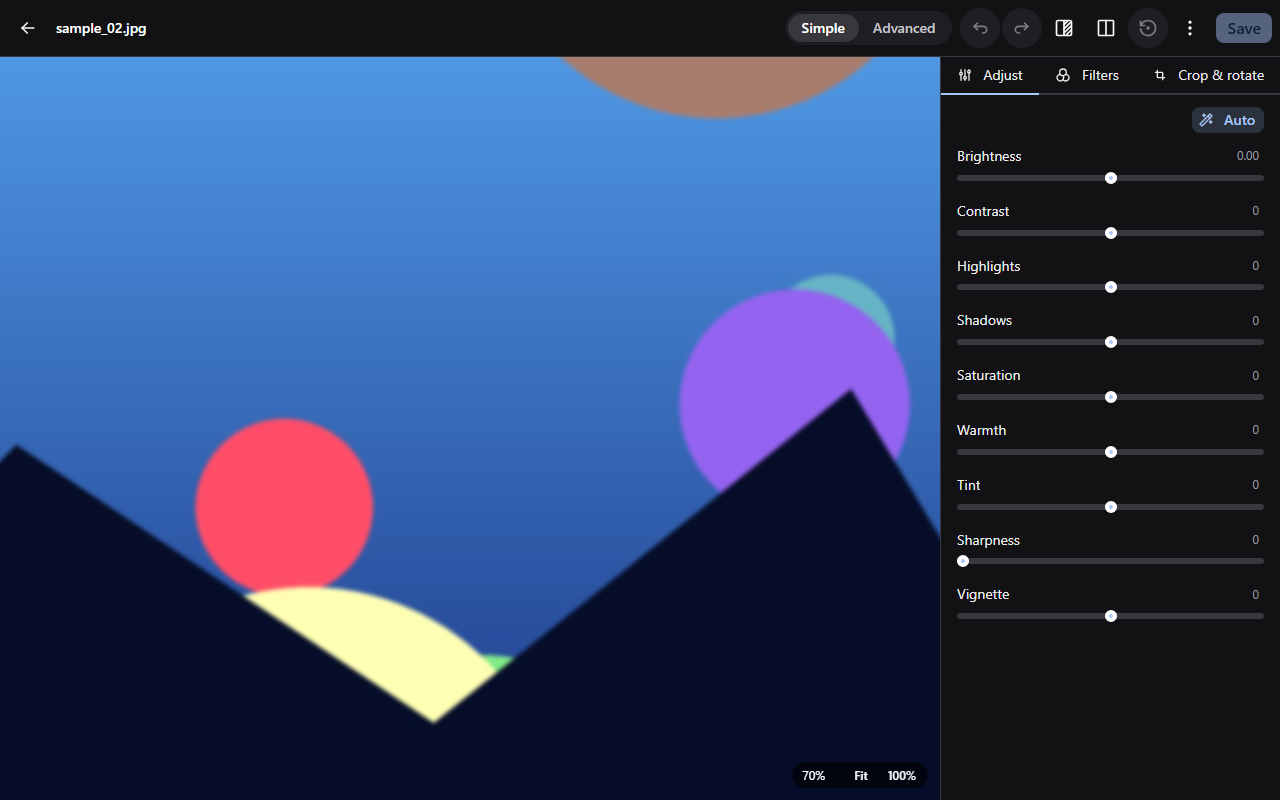 sample_02.jpg
Simple
Advanced
Save
Adjust
Filters
Crop & rotate
Auto
Brightness 0.00
Contrast 0
Highlights 0
Shadows 0
Saturation 0
Warmth 0
Tint 0
Sharpness 0
Vignette 0
70% Fit 100%